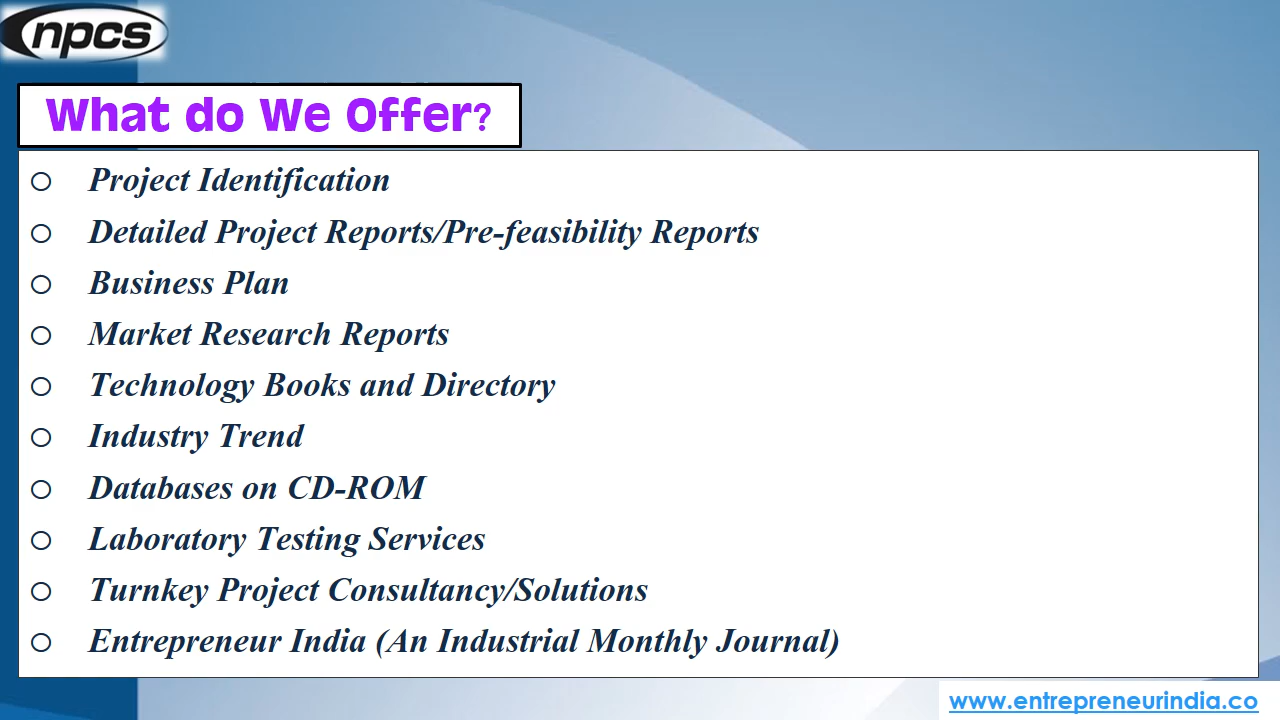 npcs
What do We Offer?
Project Identification
Detailed Project Reports/Pre-feasibility Reports
Business Plan
Market Research Reports
Technology Books and Directory
Industry Trend
Databases on CD-ROM
Laboratory Testing Services
Turnkey Project Consultancy/Solutions
Entrepreneur India (An Industrial Monthly Journal)
www.entrepreneurindia.co